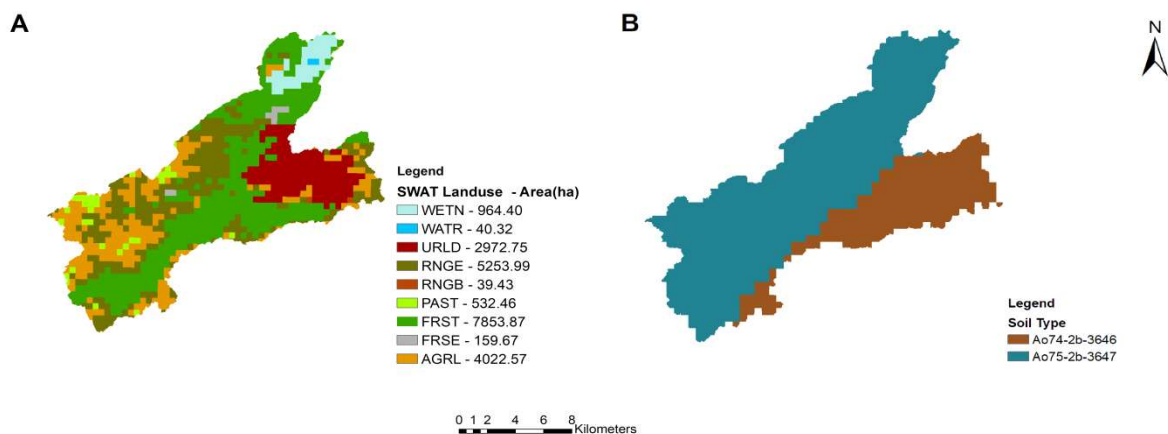 A
Legend
SWAT Landuse - Area(ha)
WETN - 964.40
WATR - 40.32
URLD - 2972.75
RNGE - 5253.99
RNGB - 39.43
PAST - 532.46
FRST - 7853.87
FRSE - 159.67
AGRL - 4022.57
B
N
Legend
Soil Type
Ao74-2b-3646
Ao75-2b-3647
0 1 2 4 6 8
Kilometers